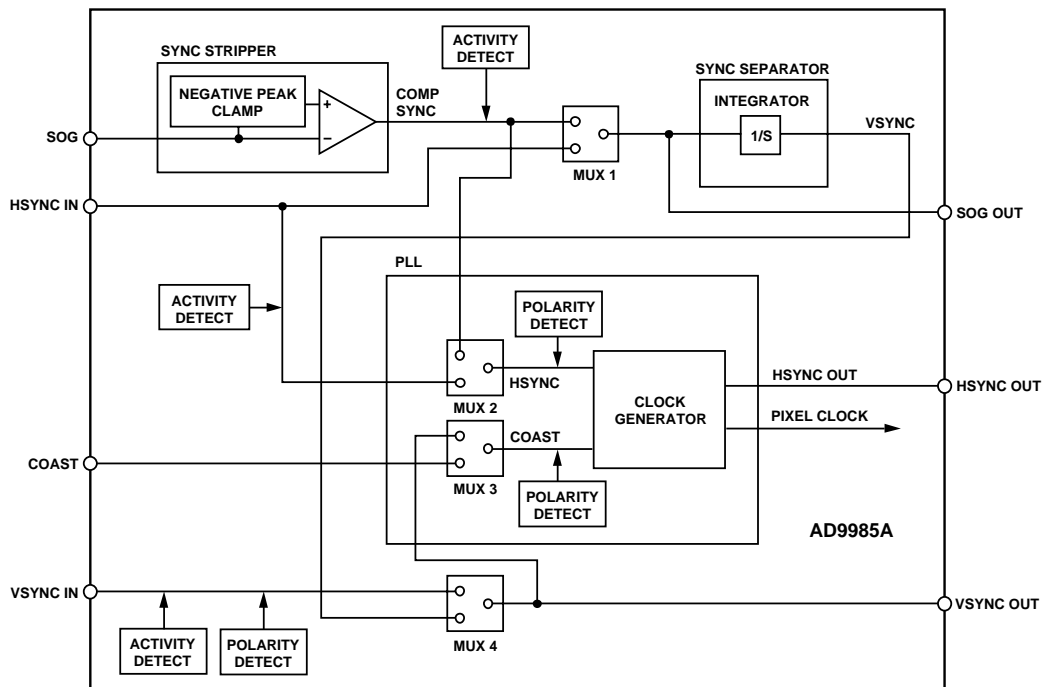 ACTIVITY
DETECT
SYNC STRIPPER
NEGATIVE PEAK
CLAMP
+
−
COMP
SYNC
SYNC SEPARATOR
INTEGRATOR
1/S
VSYNC
SOG
MUX 1
HSYNC IN
SOG OUT
PLL
ACTIVITY
DETECT
POLARITY
DETECT
HSYNC
MUX 2
CLOCK
GENERATOR
HSYNC OUT
HSYNC OUT
PIXEL CLOCK
COAST
COAST
MUX 3
POLARITY
DETECT
AD9985A
VSYNC IN
VSYNC OUT
ACTIVITY
DETECT
POLARITY
DETECT
MUX 4